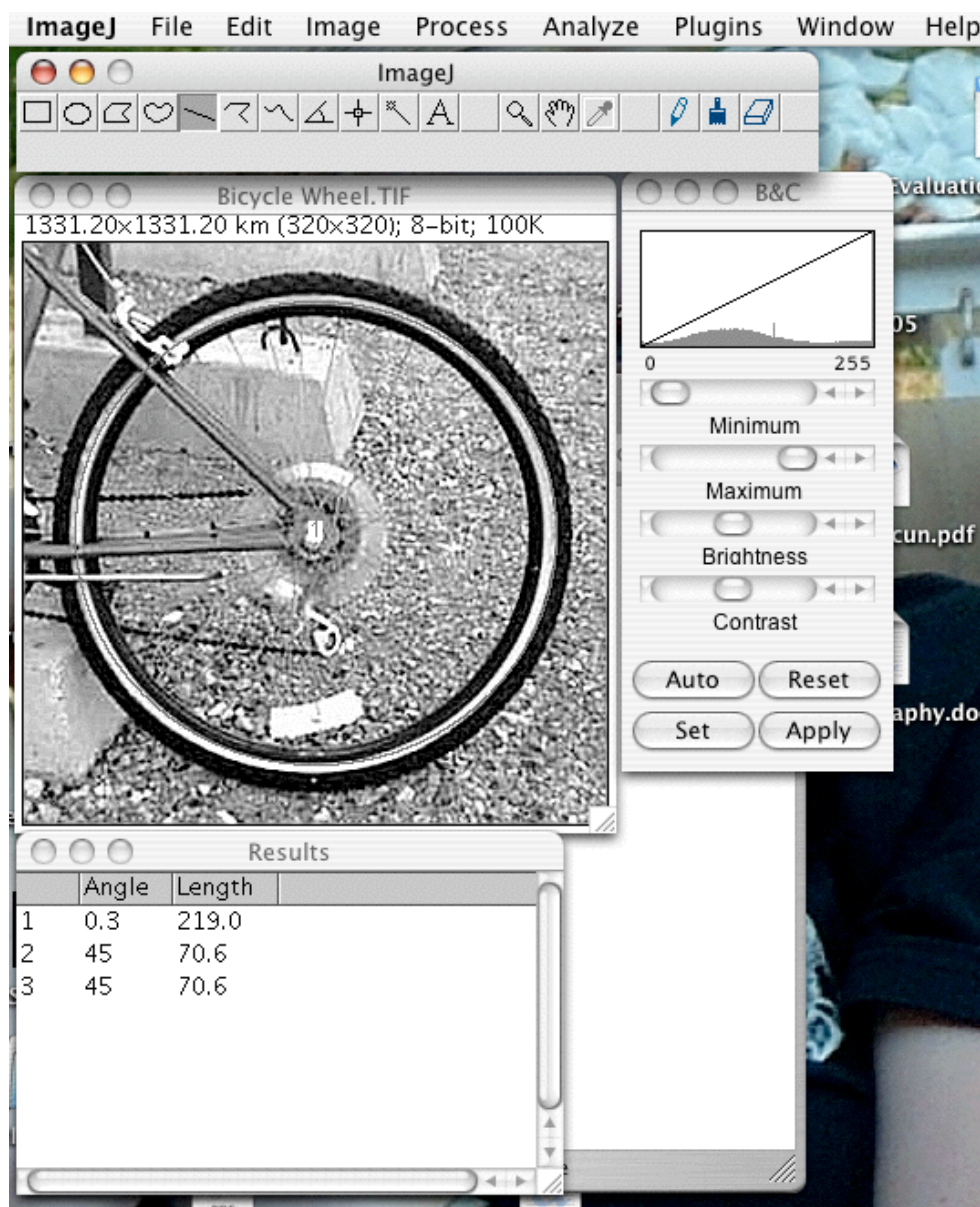 ImageJ File Edit Image Process Analyze Plugins Window Help
ImageJ
A
Bicycle Wheel.TIF
1331.20x1331.20 km (320x320); 8-bit; 100K
1
B&C
0 255
Minimum
Maximum
Brightness
Contrast
Auto Reset
Set Apply
Evaluatio
05
cun.pdf
aphy.do
Results
Angle Length
1 0.3 219.0
2 45 70.6
3 45 70.6